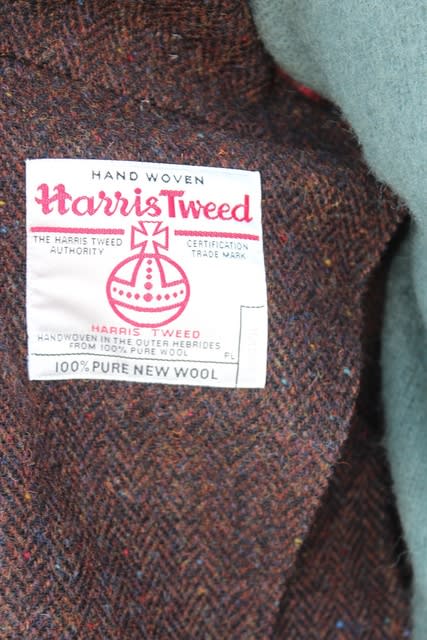 HAND WOVEN
Harris Tweed
THE HARRIS TWEED AUTHORITY
CERTIFICATION TRADE MARK
HARRIS TWEED
HANDWOVEN IN THE OUTER HEBRIDES
FROM 100% PURE WOOL
FL
100% PURE NEW WOOL